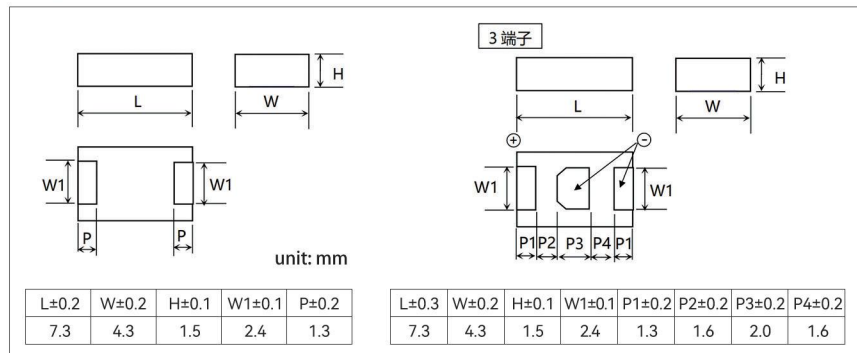 3 端子
H
L
W
H
L
W
⊕
⊖
W1
W1
P
P
W1
W1
P1 P2 P3 P4 P1
unit: mm
L±0.2 W±0.2 H±0.1 W1±0.1 P±0.2
7.3 4.3 1.5 2.4 1.3
L±0.3 W±0.2 H±0.1 W1±0.1 P1±0.2 P2±0.2 P3±0.2 P4±0.2
7.3 4.3 1.5 2.4 1.3 1.6 2.0 1.6